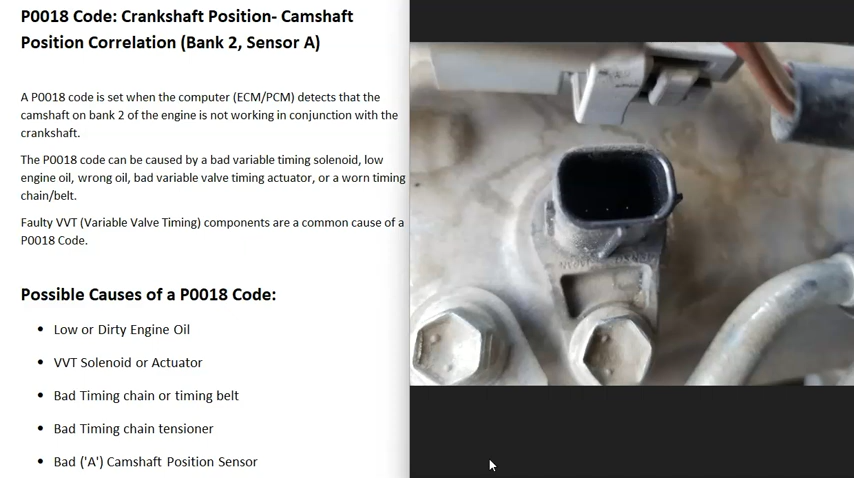 P0018 Code: Crankshaft Position- Camshaft
Position Correlation (Bank 2, Sensor A)
A P0018 code is set when the computer (ECM/PCM) detects that the
camshaft on bank 2 of the engine is not working in conjunction with the
crankshaft.
The P0018 code can be caused by a bad variable timing solenoid, low
engine oil, wrong oil, bad variable valve timing actuator, or a worn timing
chain/belt.
Faulty VVT (Variable Valve Timing) components are a common cause of a
P0018 Code.
Possible Causes of a P0018 Code:
• Low or Dirty Engine Oil
• VVT Solenoid or Actuator
• Bad Timing chain or timing belt
• Bad Timing chain tensioner
• Bad ('A') Camshaft Position Sensor